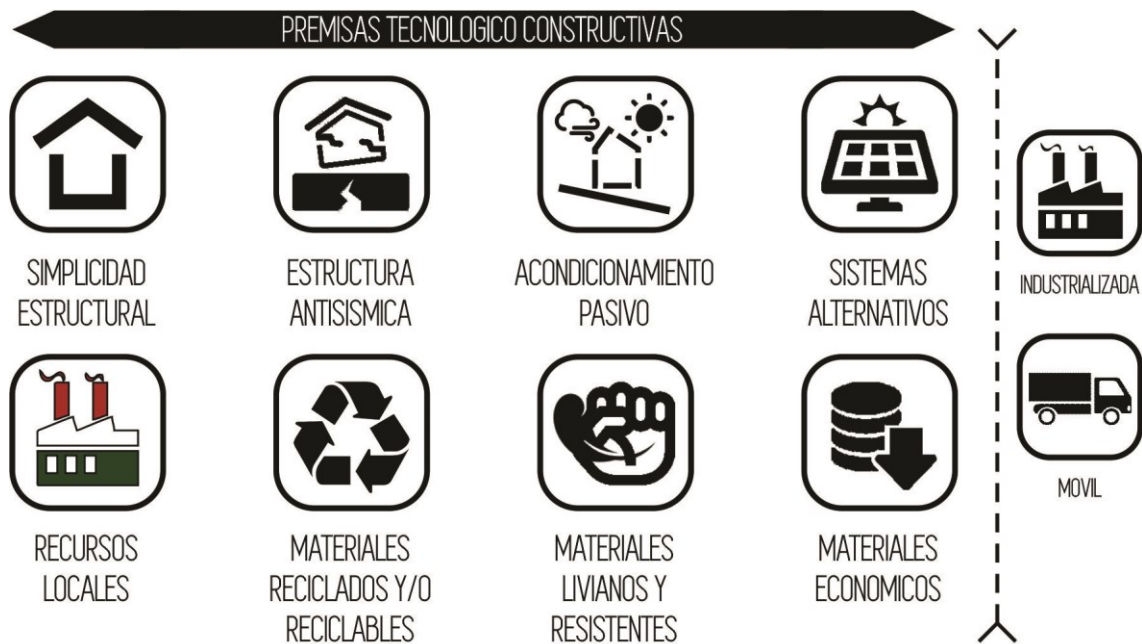 PREMISAS TECNOLOGICO CONSTRUCTIVAS
SIMPLICIDAD
ESTRUCTURAL
ESTRUCTURA
ANTISISMICA
ACONDICIONAMIENTO
PASIVO
SISTEMAS
ALTERNATIVOS
RECURSOS
LOCALES
MATERIALES
RECICLADOS Y/O
RECICLABLES
MATERIALES
LIVIANOS Y
RESISTENTES
MATERIALES
ECONOMICOS
INDUSTRIALIZADA
MOVIL